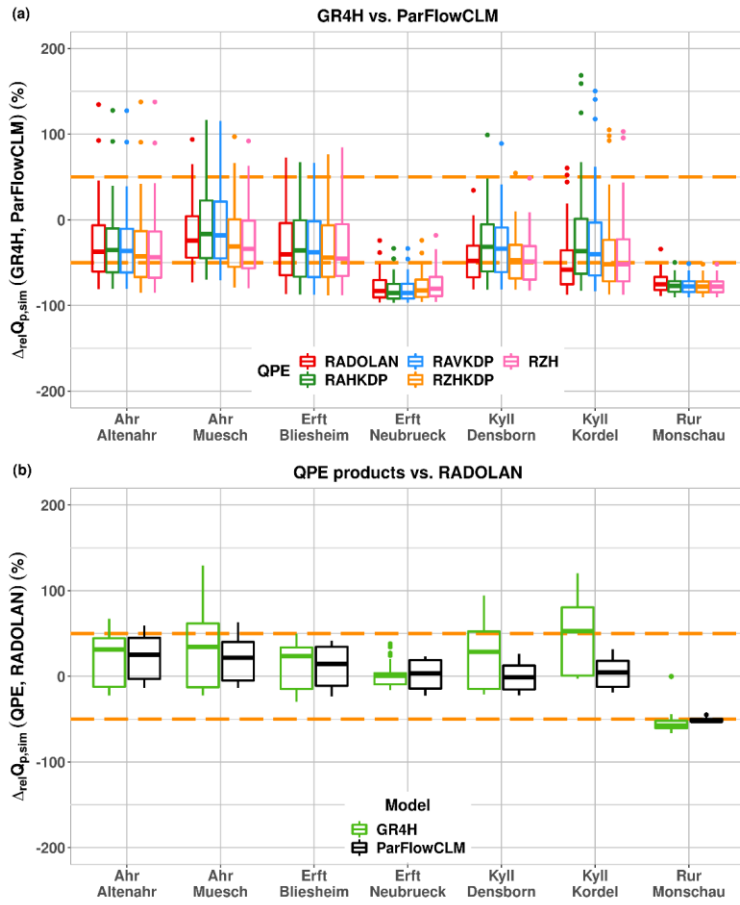 (a)
GR4H vs. ParFlowCLM
200
100
0
-100
-200
ΔrelQp,sim (GR4H, ParFlowCLM) (%)
QPE
RADOLAN RAVKDP RZH
RAHKDP RZHKDP
Ahr Ahr Erft Erft Kyll Kyll Rur
Altenahr Muesch Bliesheim Neubrueck Densborn Kordel Monschau
(b)
QPE products vs. RADOLAN
200
100
0
-100
-200
ΔrelQp,sim (QPE, RADOLAN) (%)
Model
GR4H
ParFlowCLM
Ahr Ahr Erft Erft Kyll Kyll Rur
Altenahr Muesch Bliesheim Neubrueck Densborn Kordel Monschau